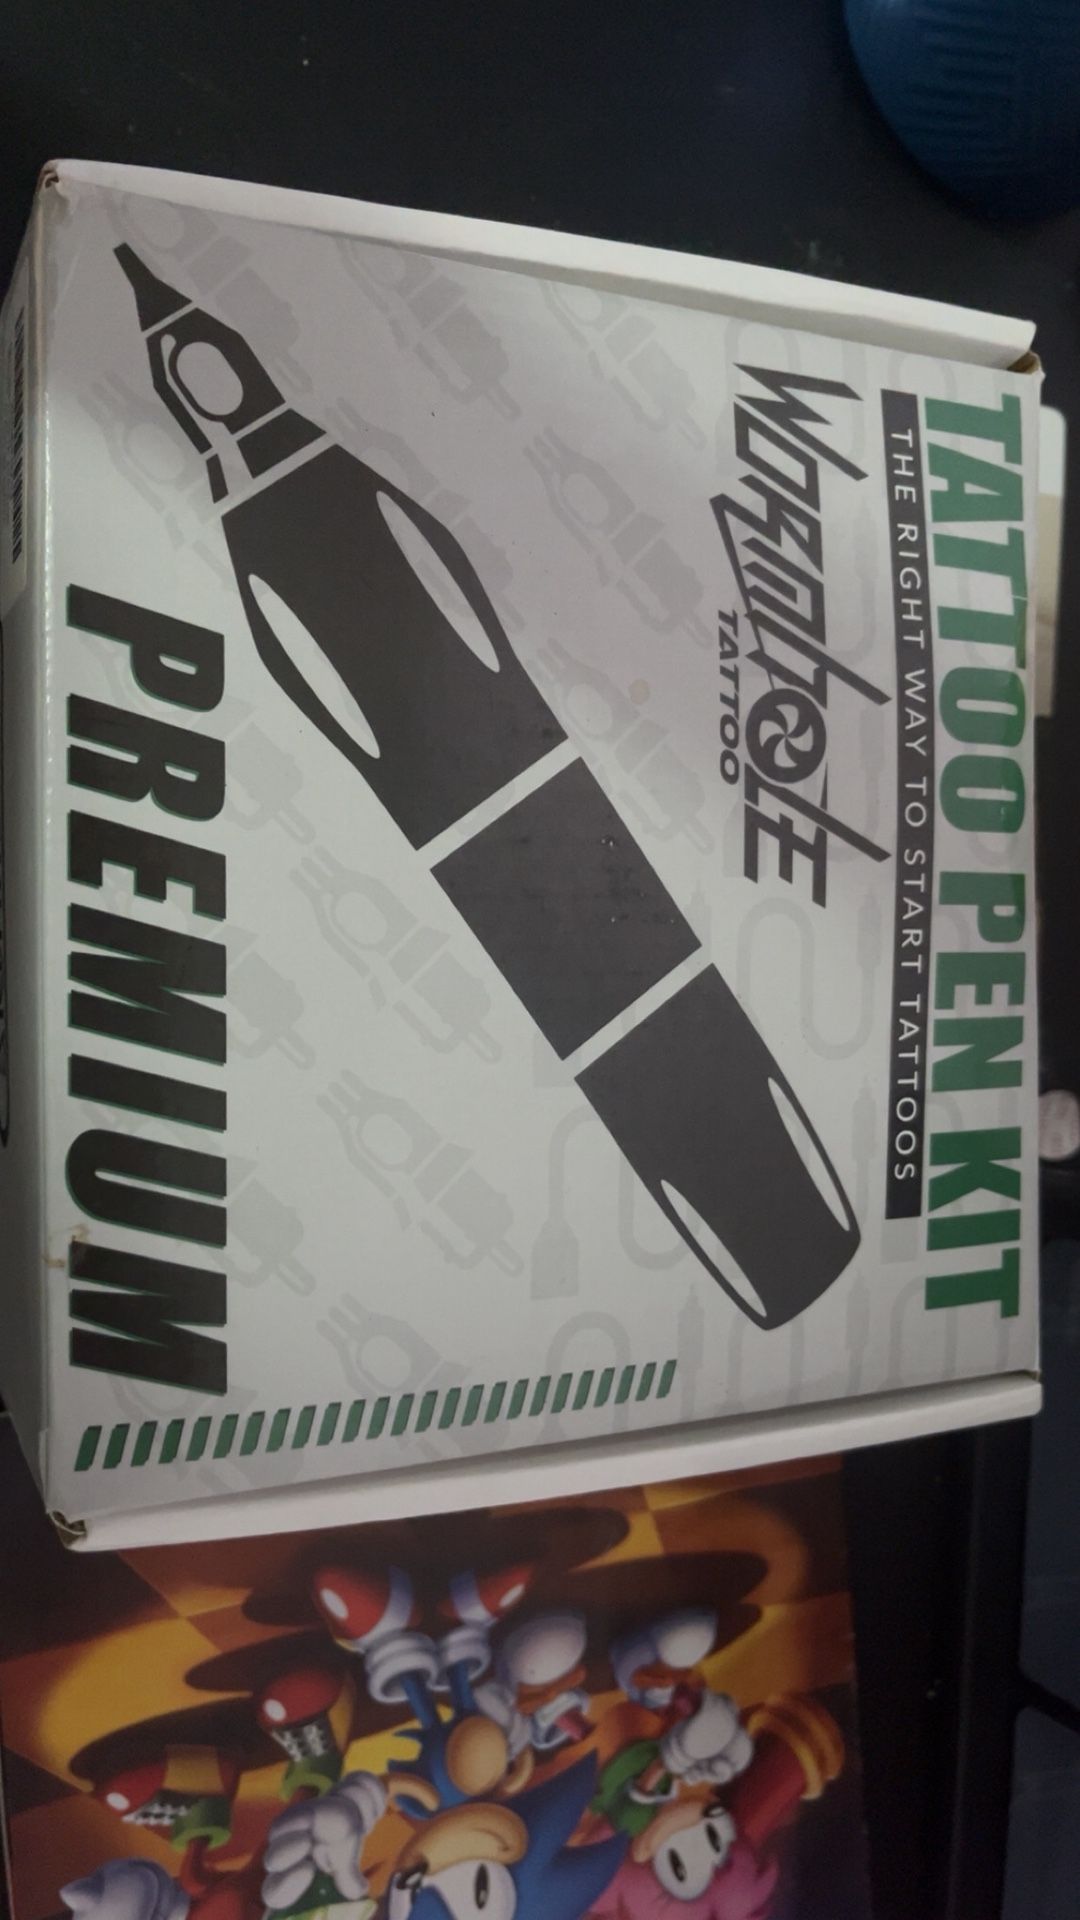 TATTOO PEN KIT
THE RIGHT WAY TO START TATTOOS
WORMHOLE
TATTOO
PREMIUM